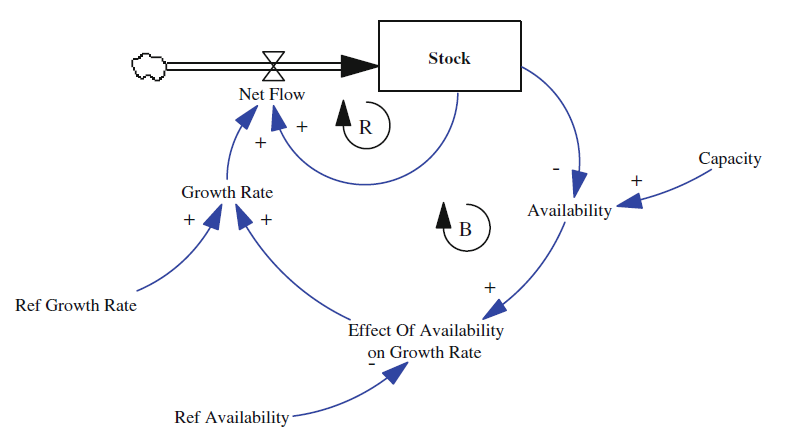 Stock
Net Flow
+
R
+
-
Capacity
+
Growth Rate
Availability
+
+
B
+
Ref Growth Rate
Effect Of Availability
on Growth Rate
-
Ref Availability